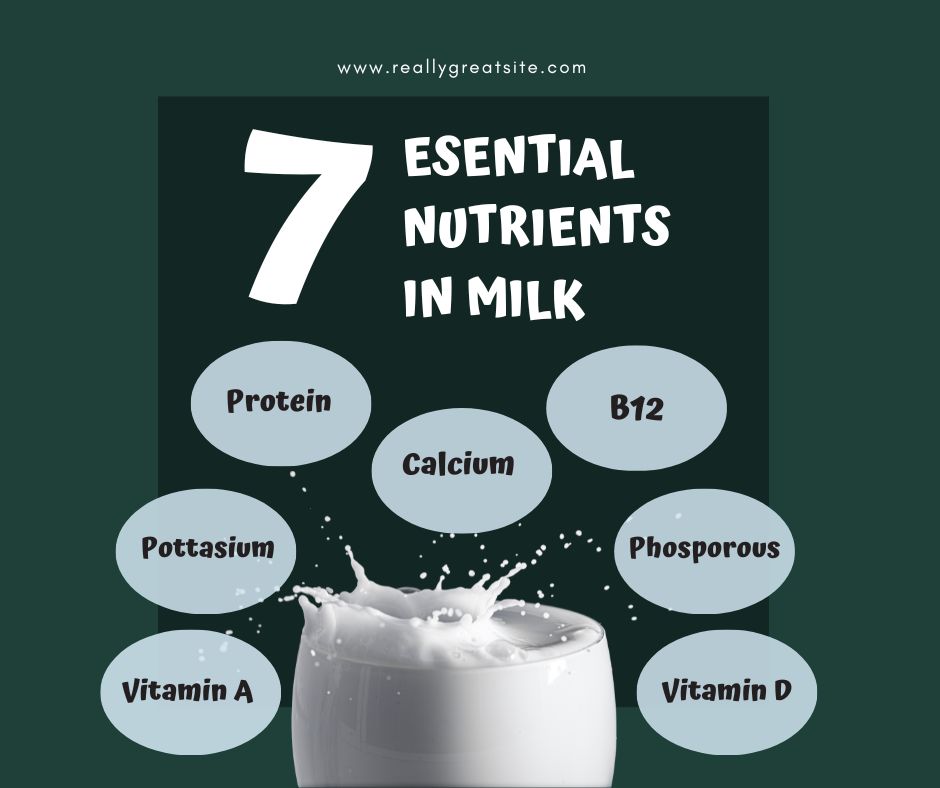 www.reallygreatsite.com
7
ESENTIAL
NUTRIENTS
IN MILK
Protein
B12
Calcium
Pottasium
Phosporous
Vitamin A
Vitamin D